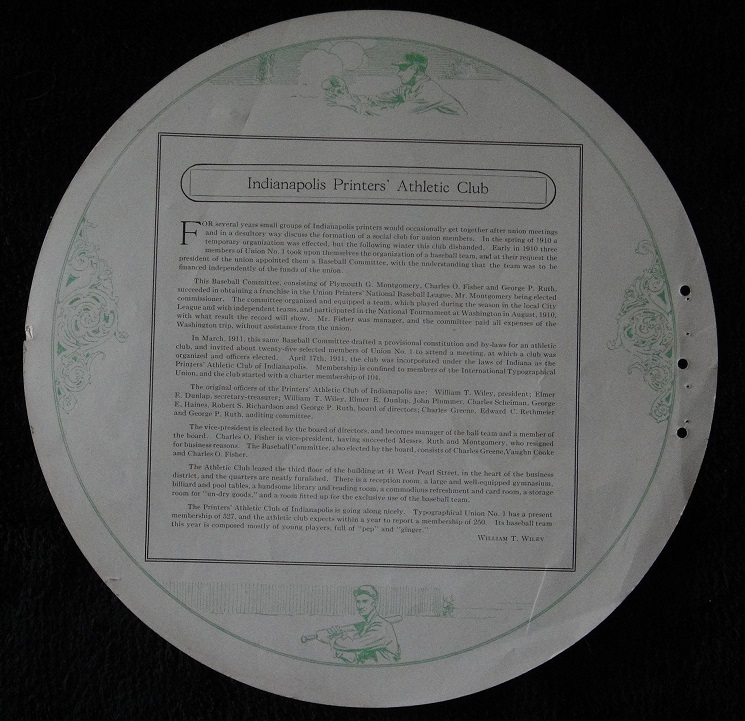 Indianapolis Printers' Athletic Club
FOR several years small groups of Indianapolis printers would occasionally get together after union meetings
and in a desultory way discuss the formation of a social club for union members. In the spring of 1910 a
temporary organization was effected, but the following winter this club disbanded. Early in 1910 three
members of Union No. 1 took upon themselves the organization of a baseball team, and at their request the
president of the union appointed them a Baseball Committee, with the understanding that the team was to be
financed independently of the funds of the union.
This Baseball Committee, consisting of Plymouth G. Montgomery, Charles O. Fisher and George P. Ruth,
succeeded in obtaining a franchise in the Union Printers' National Baseball League, Mr. Montgomery being elected
commissioner. The committee organized and equipped a team, which played during the season in the local City
League and with independent teams, and participated in the National Tournament at Washington in August, 1910,
with what result the record will show. Mr. Fisher was manager, and the committee paid all expenses of the
Washington trip, without assistance from the union.
In March, 1911, this same Baseball Committee drafted a provisional constitution and by-laws for an athletic
club, and invited about twenty-five selected members of Union No. 1 to attend a meeting, at which a club was
organized and officers elected. April 17th, 1911, the club was incorporated under the laws of Indiana as the
Printers' Athletic Club of Indianapolis. Membership is confined to members of the International Typographical
Union, and the club started with a charter membership of 104.
The original officers of the Printers' Athletic Club of Indianapolis are: William T. Wiley, president; Elmer
E. Dunlap, secretary-treasurer; William T. Wiley, Elmer E. Dunlap, John Plummer, Charles Scheiman, George
E. Haines, Robert S. Richardson and George P. Ruth, board of directors; Charles Greene, Edward C. Rethmeier
and George P. Ruth, auditing committee.
The vice-president is elected by the board of directors, and becomes manager of the ball team and a member of
the board. Charles O. Fisher is vice-president, having succeeded Messrs. Ruth and Montgomery, who resigned
for business reasons. The Baseball Committee, also elected by the board, consists of Charles Greene, Vaughn Cooke
and Charles O. Fisher.
The Athletic Club leased the third floor of the building at 41 West Pearl Street, in the heart of the business
district, and the quarters are neatly furnished. There is a reception room, a large and well-equipped gymnasium,
billiard and pool tables, a handsome library and reading room, a commodious refreshment and card room, a storage
room for "un-dry goods," and a room fitted up for the exclusive use of the baseball team.
The Printers' Athletic Club of Indianapolis is going along nicely. Typographical Union No. 1 has a present
membership of 527, and the athletic club expects within a year to report a membership of 250. Its baseball team
this year is composed mostly of young players, full of "pep" and "ginger."
WILLIAM T. WILEY